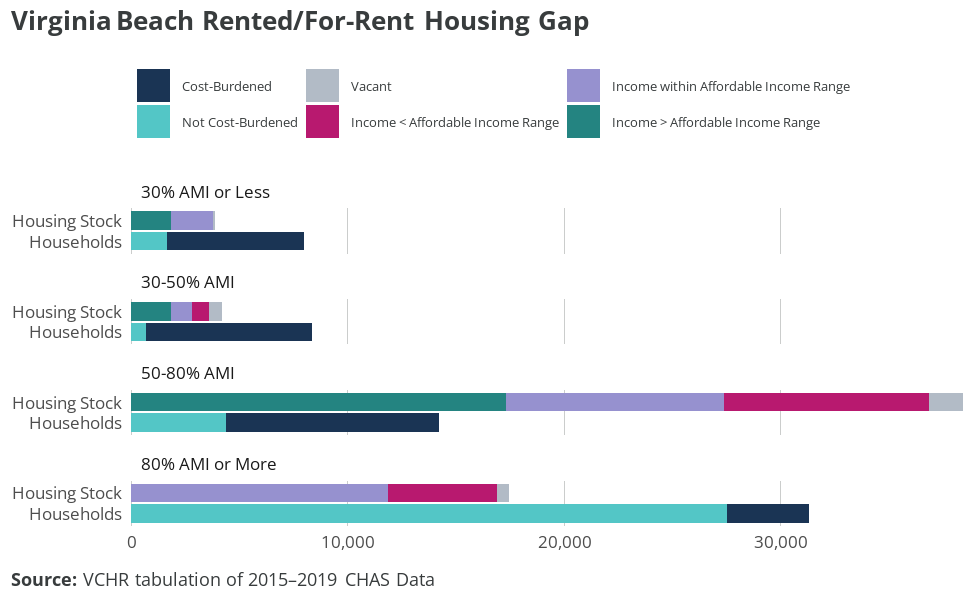 Virginia Beach Rented/For-Rent Housing Gap
Cost-Burdened
Vacant
Income within Affordable Income Range
Not Cost-Burdened
Income < Affordable Income Range
Income > Affordable Income Range
30% AMI or Less
Housing Stock
Households
30-50% AMI
Housing Stock
Households
50-80% AMI
Housing Stock
Households
80% AMI or More
Housing Stock
Households
0 10,000 20,000 30,000
Source: VCHR tabulation of 2015–2019 CHAS Data